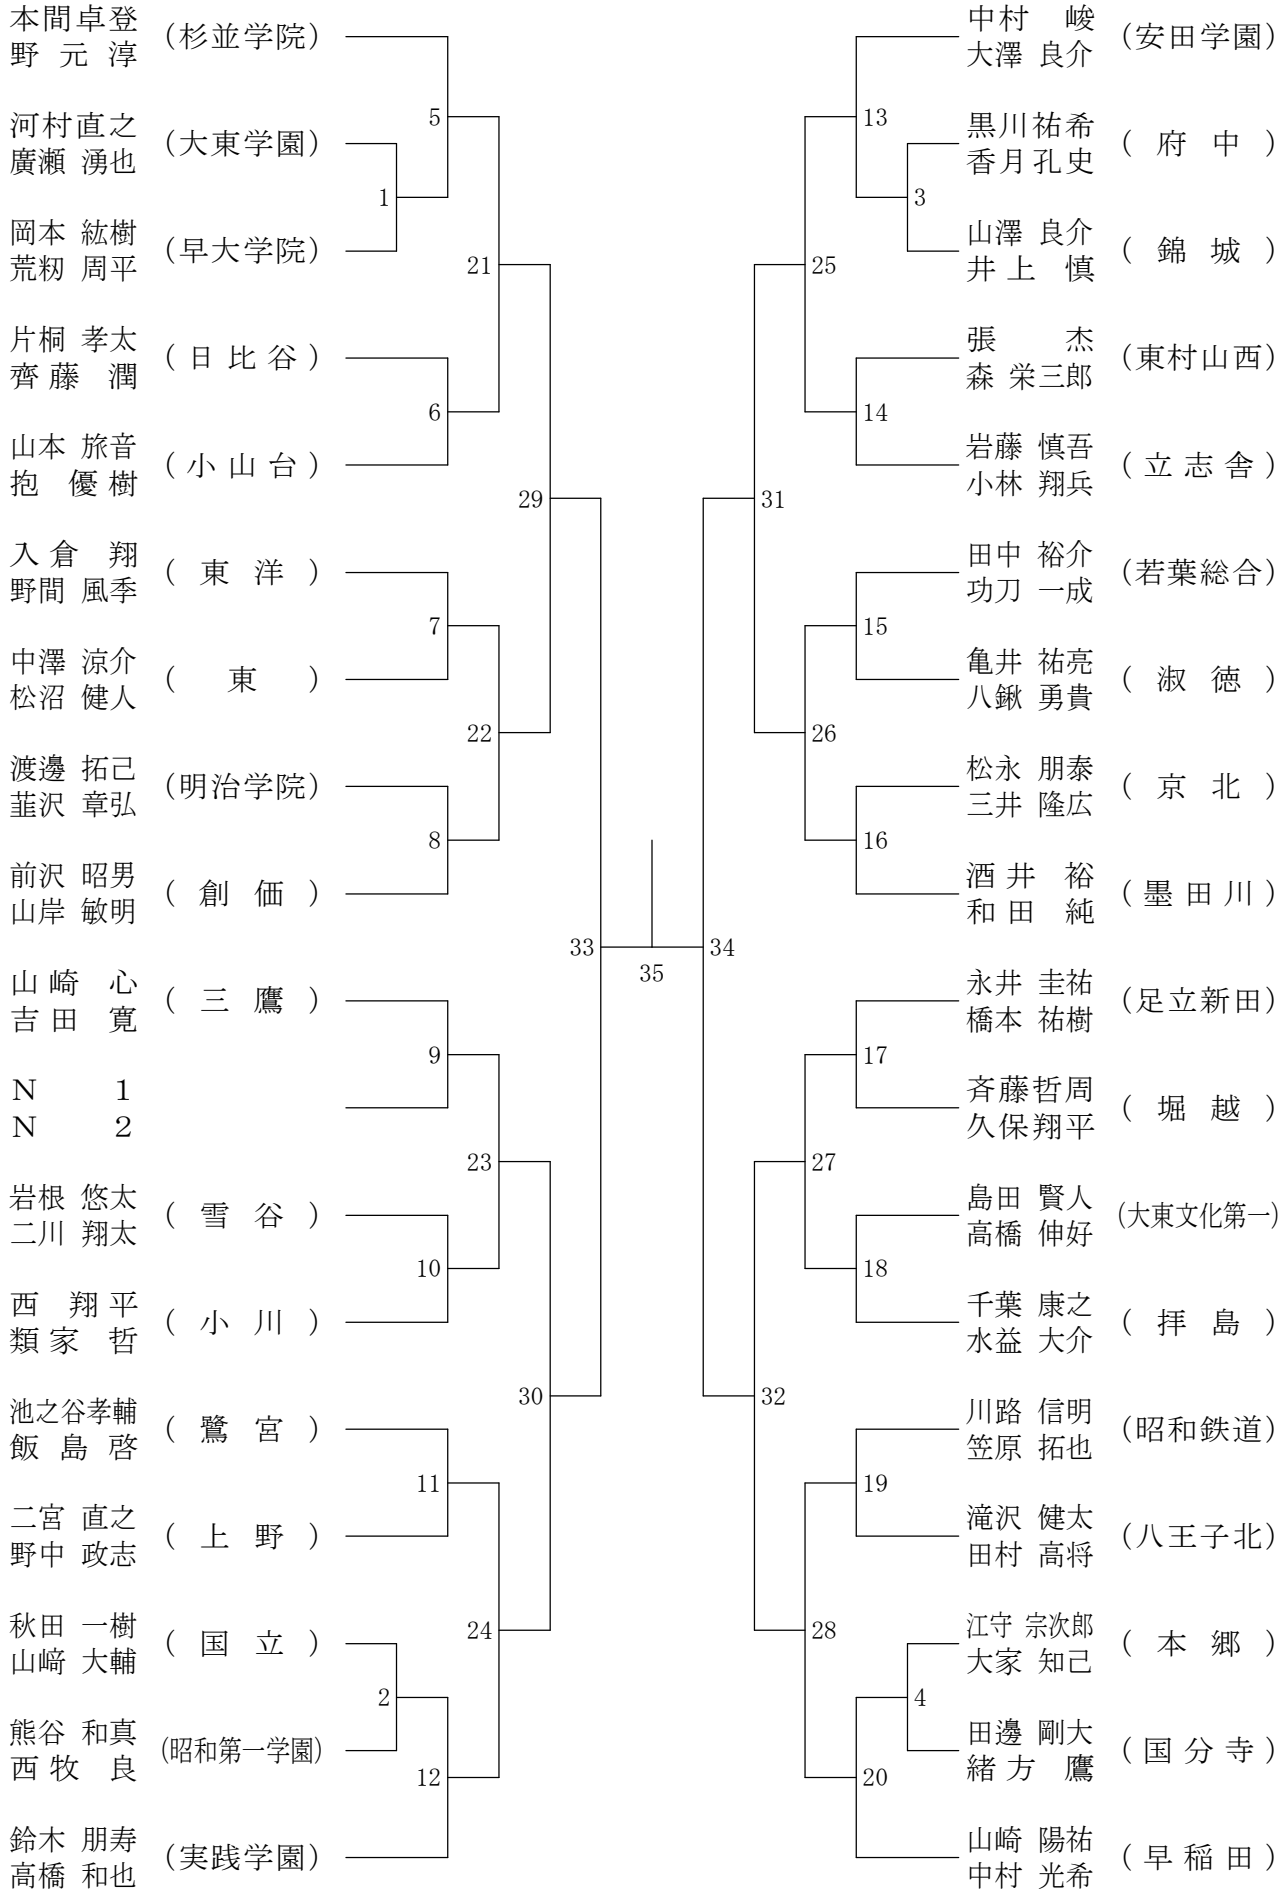 本間卓登
野元淳
(杉並学院)
河村直之
廣瀬 湧也
(大東学園)
岡本 紘樹
荒籾 周平
(早大学院)
片桐 孝太
齊藤 潤
(日比谷)
山本 旅音
抱 優樹
(小山台)
入倉 翔
野間 風季
(東洋)
中澤 涼介
松沼 健人
(東)
渡邊 拓己
韮沢 章弘
(明治学院)
前沢 昭男
山岸 敏明
(創価)
山崎 心
吉田 寛
(三鷹)
N 1
N 2
岩根 悠太
二川 翔太
(雪谷)
西 翔平
類家 哲
(小川)
池之谷孝輔
飯島啓
(鷺宮)
二宮 直之
野中 政志
(上野)
秋田 一樹
山﨑 大輔
(国立)
熊谷 和真
西牧 良
(昭和第一学園)
鈴木 朋寿
高橋 和也
(実践学園)
1
2
5
6
7
8
9
10
11
12
21
22
23
24
29
30
33
35
34
31
32
25
26
27
28
13
14
15
16
17
18
19
20
3
4
中村 峻
大澤 良介
(安田学園)
黒川祐希
香月孔史
(府中)
山澤 良介
井上 慎
(錦城)
張 杰
森 栄三郎
(東村山西)
岩藤 慎吾
小林 翔兵
(立志舎)
田中 裕介
功刀 一成
(若葉総合)
亀井 祐亮
八鍬 勇貴
(淑徳)
松永 朋泰
三井 隆広
(京北)
酒井 裕
和田 純
(墨田川)
永井 圭祐
橋本 祐樹
(足立新田)
斉藤哲周
久保翔平
(堀越)
島田 賢人
高橋 伸好
(大東文化第一)
千葉 康之
水益 大介
(拝島)
川路 信明
笠原 拓也
(昭和鉄道)
滝沢 健太
田村 高将
(八王子北)
江守 宗次郎
大家 知己
(本郷)
田邊 剛大
緒方 鷹
(国分寺)
山崎 陽祐
中村 光希
(早稲田)